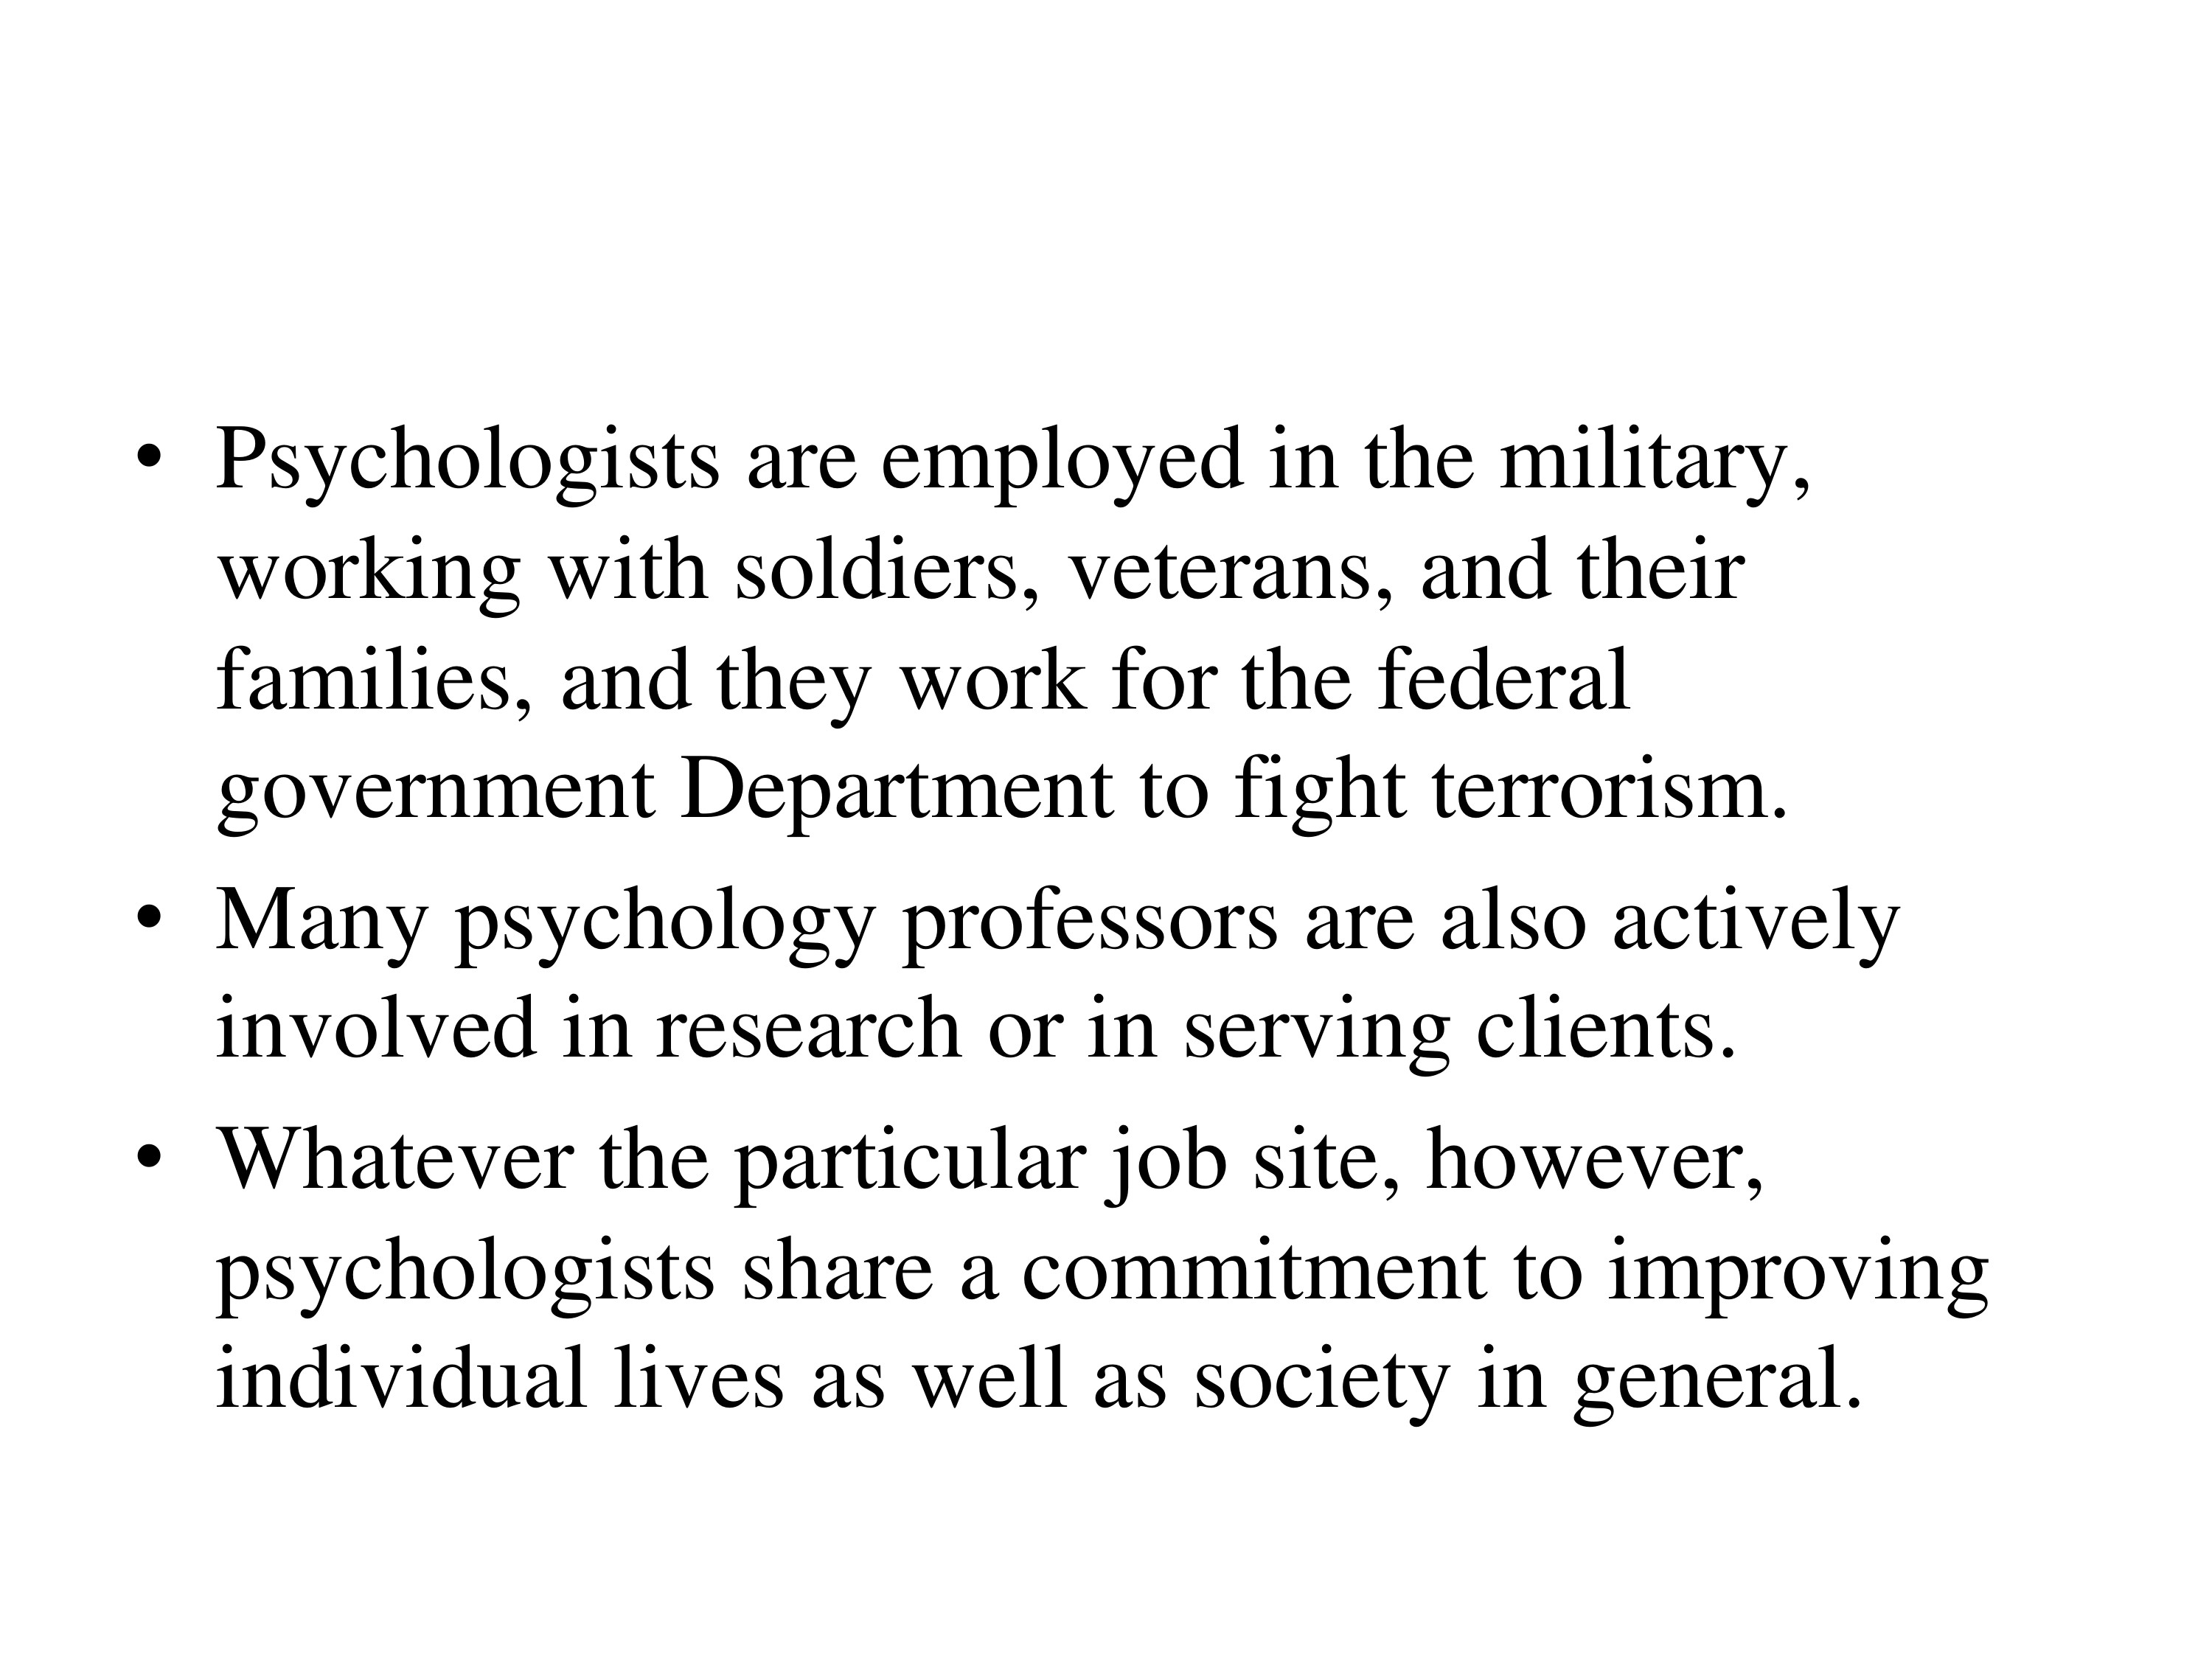 • Psychologists are employed in the military,
working with soldiers, veterans, and their
families, and they work for the federal
government Department to fight terrorism.
• Many psychology professors are also actively
involved in research or in serving clients.
• Whatever the particular job site, however,
psychologists share a commitment to improving
individual lives as well as society in general.